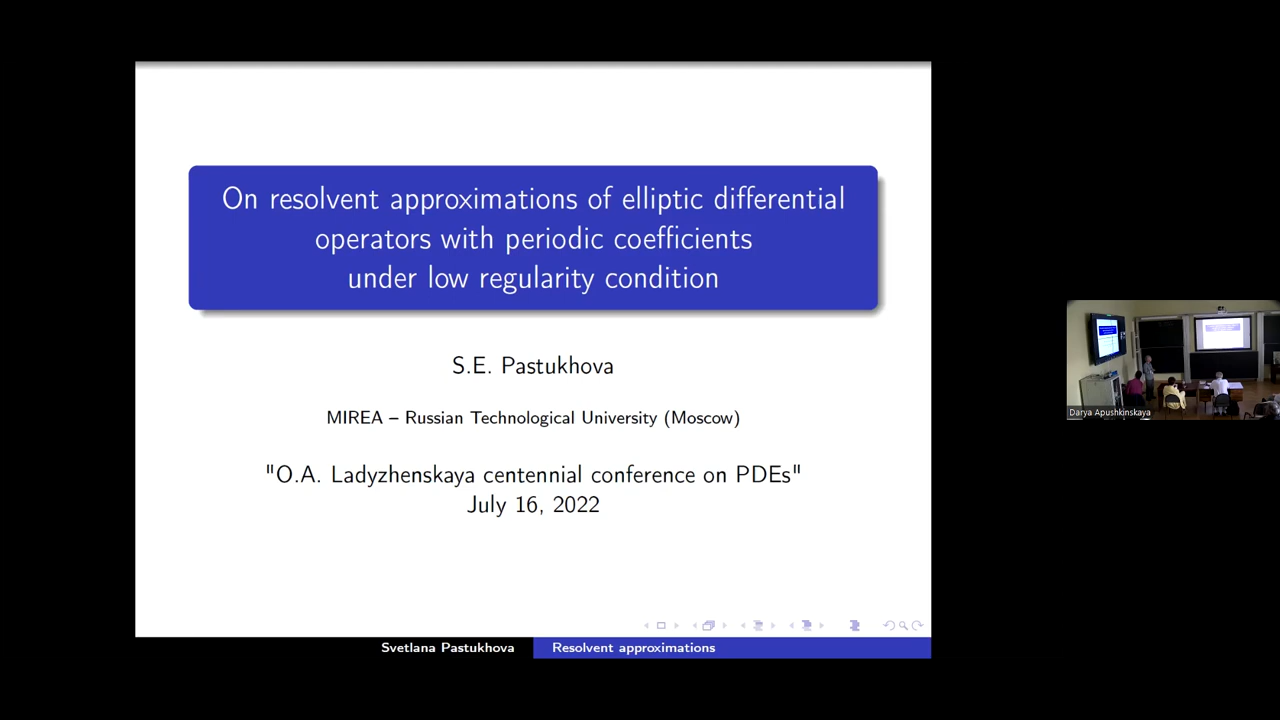 On resolvent approximations of elliptic differential
operators with periodic coefficients
under low regularity condition
S.E. Pastukhova
MIREA – Russian Technological University (Moscow)
"O.A. Ladyzhenskaya centennial conference on PDEs"
July 16, 2022
Svetlana Pastukhova
Resolvent approximations
Darya Apushkinskaya